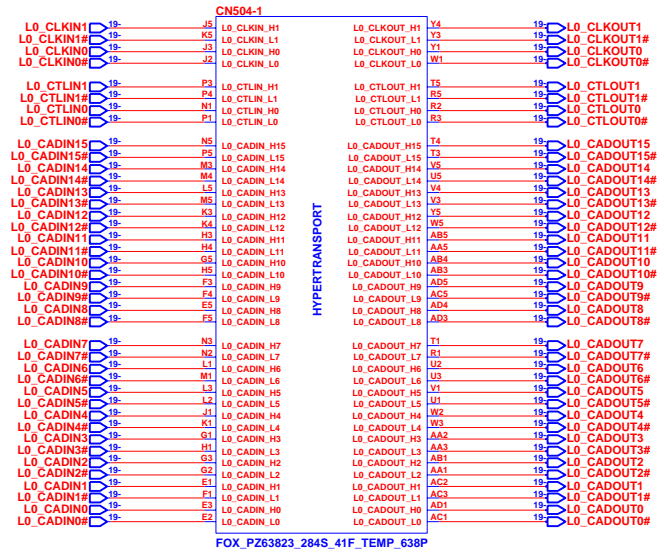 CN504-1
L0_CLKIN1 19- J5 L0_CLKIN_H1 L0_CLKOUT_H1 Y4 19- L0_CLKOUT1
L0_CLKIN1# 19- K5 L0_CLKIN_L1 L0_CLKOUT_L1 Y3 19- L0_CLKOUT1#
L0_CLKIN0 19- J3 L0_CLKIN_H0 L0_CLKOUT_H0 Y1 19- L0_CLKOUT0
L0_CLKIN0# 19- J2 L0_CLKIN_L0 L0_CLKOUT_L0 W1 19- L0_CLKOUT0#
L0_CTLIN1 19- P3 L0_CTLIN_H1 L0_CTLOUT_H1 T5 19- L0_CTLOUT1
L0_CTLIN1# 19- P4 L0_CTLIN_L1 L0_CTLOUT_L1 R5 19- L0_CTLOUT1#
L0_CTLIN0 19- N1 L0_CTLIN_H0 L0_CTLOUT_H0 R2 19- L0_CTLOUT0
L0_CTLIN0# 19- P1 L0_CTLIN_L0 L0_CTLOUT_L0 R3 19- L0_CTLOUT0#
L0_CADIN15 19- N5 L0_CADIN_H15 L0_CADOUT_H15 T4 19- L0_CADOUT15
L0_CADIN15# 19- P5 L0_CADIN_L15 L0_CADOUT_L15 T3 19- L0_CADOUT15#
L0_CADIN14 19- M3 L0_CADIN_H14 L0_CADOUT_H14 V5 19- L0_CADOUT14
L0_CADIN14# 19- M4 L0_CADIN_L14 L0_CADOUT_L14 U5 19- L0_CADOUT14#
L0_CADIN13 19- L5 L0_CADIN_H13 L0_CADOUT_H13 V4 19- L0_CADOUT13
L0_CADIN13# 19- M5 L0_CADIN_L13 L0_CADOUT_L13 V3 19- L0_CADOUT13#
L0_CADIN12 19- K3 L0_CADIN_H12 L0_CADOUT_H12 Y5 19- L0_CADOUT12
L0_CADIN12# 19- K4 L0_CADIN_L12 L0_CADOUT_L12 W5 19- L0_CADOUT12#
L0_CADIN11 19- H3 L0_CADIN_H11 L0_CADOUT_H11 AB5 19- L0_CADOUT11
L0_CADIN11# 19- H4 L0_CADIN_L11 L0_CADOUT_L11 AA5 19- L0_CADOUT11#
L0_CADIN10 19- G5 L0_CADIN_H10 L0_CADOUT_H10 AB4 19- L0_CADOUT10
L0_CADIN10# 19- H5 L0_CADIN_L10 L0_CADOUT_L10 AB3 19- L0_CADOUT10#
L0_CADIN9 19- F3 L0_CADIN_H9 L0_CADOUT_H9 AD5 19- L0_CADOUT9
L0_CADIN9# 19- F4 L0_CADIN_L9 L0_CADOUT_L9 AC5 19- L0_CADOUT9#
L0_CADIN8 19- E5 L0_CADIN_H8 L0_CADOUT_H8 AD4 19- L0_CADOUT8
L0_CADIN8# 19- F5 L0_CADIN_L8 L0_CADOUT_L8 AD3 19- L0_CADOUT8#
HYPERTRANSPORT
L0_CADIN7 19- N3 L0_CADIN_H7 L0_CADOUT_H7 T1 19- L0_CADOUT7
L0_CADIN7# 19- N2 L0_CADIN_L7 L0_CADOUT_L7 R1 19- L0_CADOUT7#
L0_CADIN6 19- L1 L0_CADIN_H6 L0_CADOUT_H6 U2 19- L0_CADOUT6
L0_CADIN6# 19- M1 L0_CADIN_L6 L0_CADOUT_L6 U3 19- L0_CADOUT6#
L0_CADIN5 19- L3 L0_CADIN_H5 L0_CADOUT_H5 V1 19- L0_CADOUT5
L0_CADIN5# 19- L2 L0_CADIN_L5 L0_CADOUT_L5 U1 19- L0_CADOUT5#
L0_CADIN4 19- J1 L0_CADIN_H4 L0_CADOUT_H4 W2 19- L0_CADOUT4
L0_CADIN4# 19- K1 L0_CADIN_L4 L0_CADOUT_L4 W3 19- L0_CADOUT4#
L0_CADIN3 19- G1 L0_CADIN_H3 L0_CADOUT_H3 AA2 19- L0_CADOUT3
L0_CADIN3# 19- H1 L0_CADIN_L3 L0_CADOUT_L3 AA3 19- L0_CADOUT3#
L0_CADIN2 19- G3 L0_CADIN_H2 L0_CADOUT_H2 AB1 19- L0_CADOUT2
L0_CADIN2# 19- G2 L0_CADIN_L2 L0_CADOUT_L2 AA1 19- L0_CADOUT2#
L0_CADIN1 19- E1 L0_CADIN_H1 L0_CADOUT_H1 AC2 19- L0_CADOUT1
L0_CADIN1# 19- F1 L0_CADIN_L1 L0_CADOUT_L1 AC3 19- L0_CADOUT1#
L0_CADIN0 19- E3 L0_CADIN_H0 L0_CADOUT_H0 AD1 19- L0_CADOUT0
L0_CADIN0# 19- E2 L0_CADIN_L0 L0_CADOUT_L0 AC1 19- L0_CADOUT0#
FOX_PZ63823_284S_41F_TEMP_638P